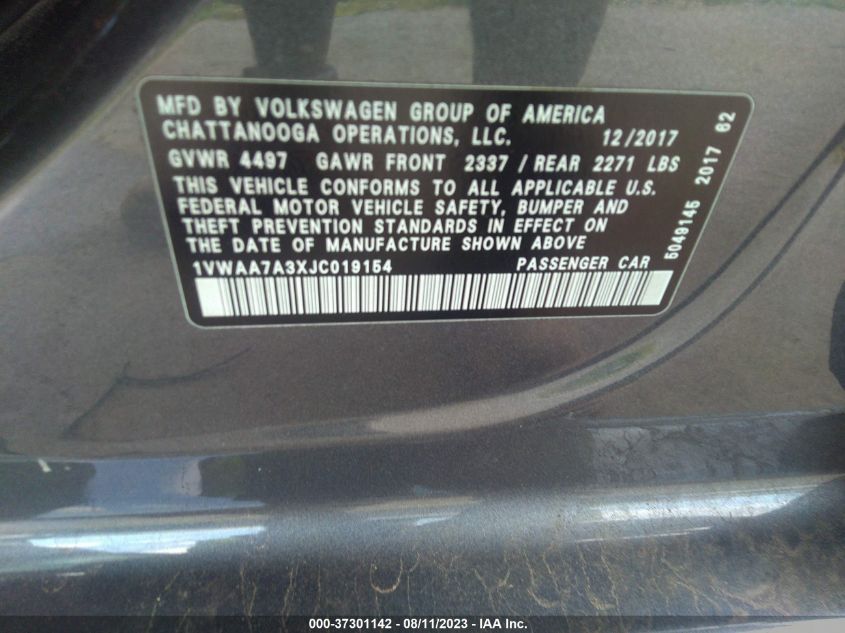 MFD BY VOLKSWAGEN GROUP OF AMERICA
CHATTANOOGA OPERATIONS, LLC. 12/2017
GVWR 4497 GAWR FRONT 2337 / REAR 2271 LBS
THIS VEHICLE CONFORMS TO ALL APPLICABLE U.S.
FEDERAL MOTOR VEHICLE SAFETY, BUMPER AND
THEFT PREVENTION STANDARDS IN EFFECT ON
THE DATE OF MANUFACTURE SHOWN ABOVE
1VWAA7A3XJC019154 PASSENGER CAR
5049145 2017 62
000-37301142 - 08/11/2023 - IAA Inc.